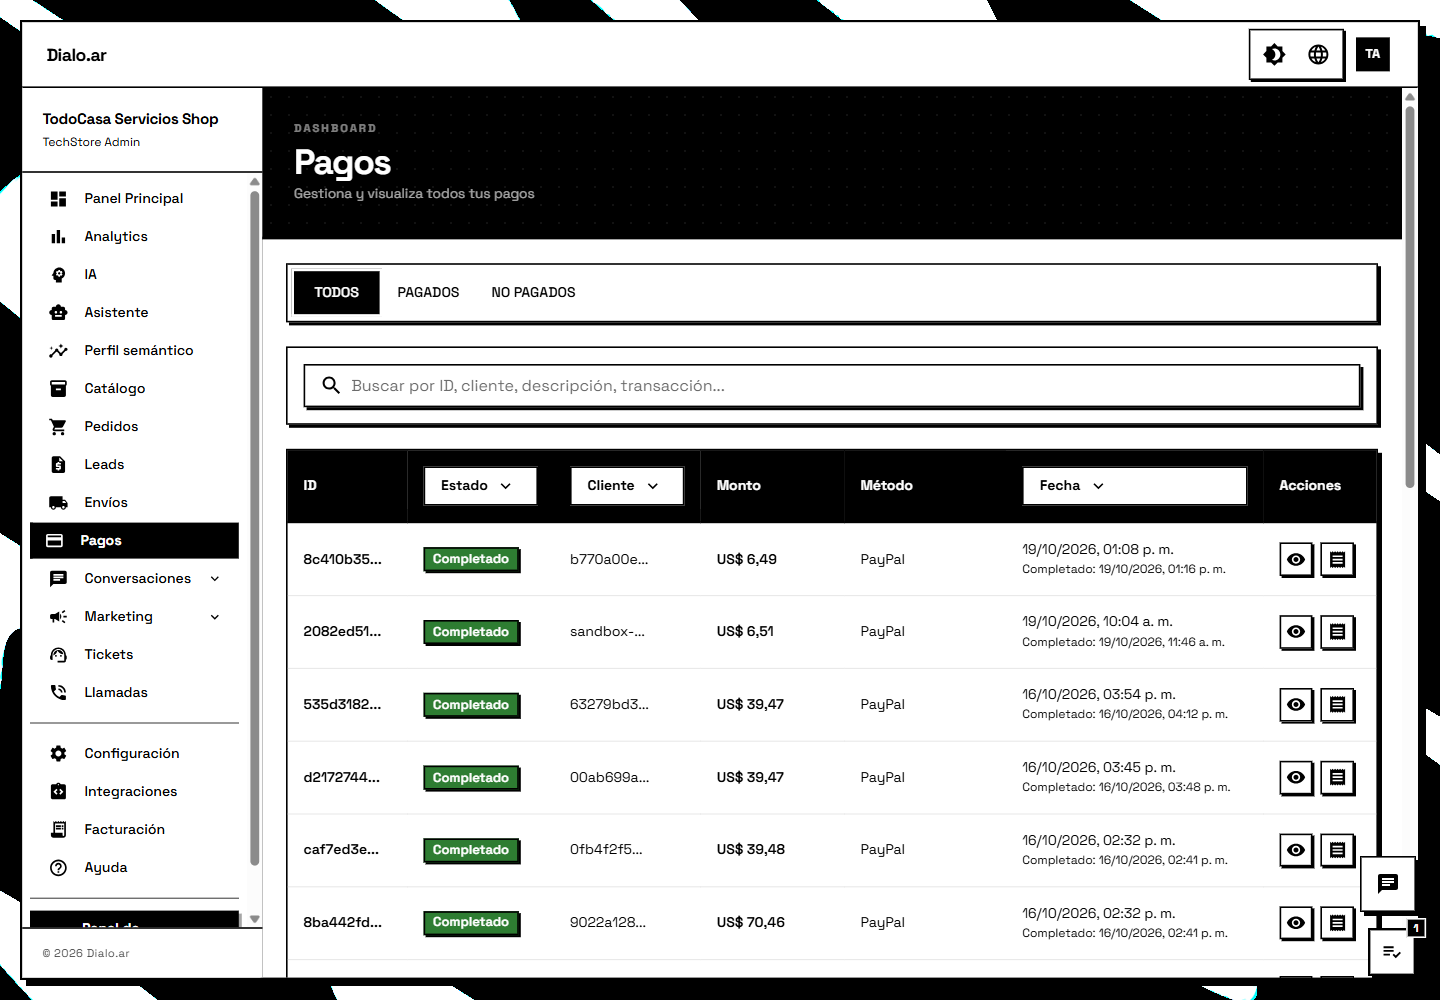 Dialo.ar
TA
TodoCasa Servicios Shop
TechStore Admin
Panel Principal
Analytics
IA
Asistente
Perfil semántico
Catálogo
Pedidos
Leads
Envíos
Pagos
Conversaciones
Marketing
Tickets
Llamadas
Configuración
Integraciones
Facturación
Ayuda
Panel de
© 2026 Dialo.ar
DASHBOARD
Pagos
Gestiona y visualiza todos tus pagos
TODOS PAGADOS NO PAGADOS
Buscar por ID, cliente, descripción, transacción...
ID Estado Cliente Monto Método Fecha Acciones
8c410b35... Completado b770a00e... US$ 6,49 PayPal 19/10/2026, 01:08 p. m.
Completado: 19/10/2026, 01:16 p. m.
2082ed51... Completado sandbox-... US$ 6,51 PayPal 19/10/2026, 10:04 a. m.
Completado: 19/10/2026, 11:46 a. m.
535d3182... Completado 63279bd3... US$ 39,47 PayPal 16/10/2026, 03:54 p. m.
Completado: 16/10/2026, 04:12 p. m.
d2172744... Completado 00ab699a... US$ 39,47 PayPal 16/10/2026, 03:45 p. m.
Completado: 16/10/2026, 03:48 p. m.
caf7ed3e... Completado 0fb4f2f5... US$ 39,48 PayPal 16/10/2026, 02:32 p. m.
Completado: 16/10/2026, 02:41 p. m.
8ba442fd... Completado 9022a128... US$ 70,46 PayPal 16/10/2026, 02:32 p. m.
Completado: 16/10/2026, 02:41 p. m.
1